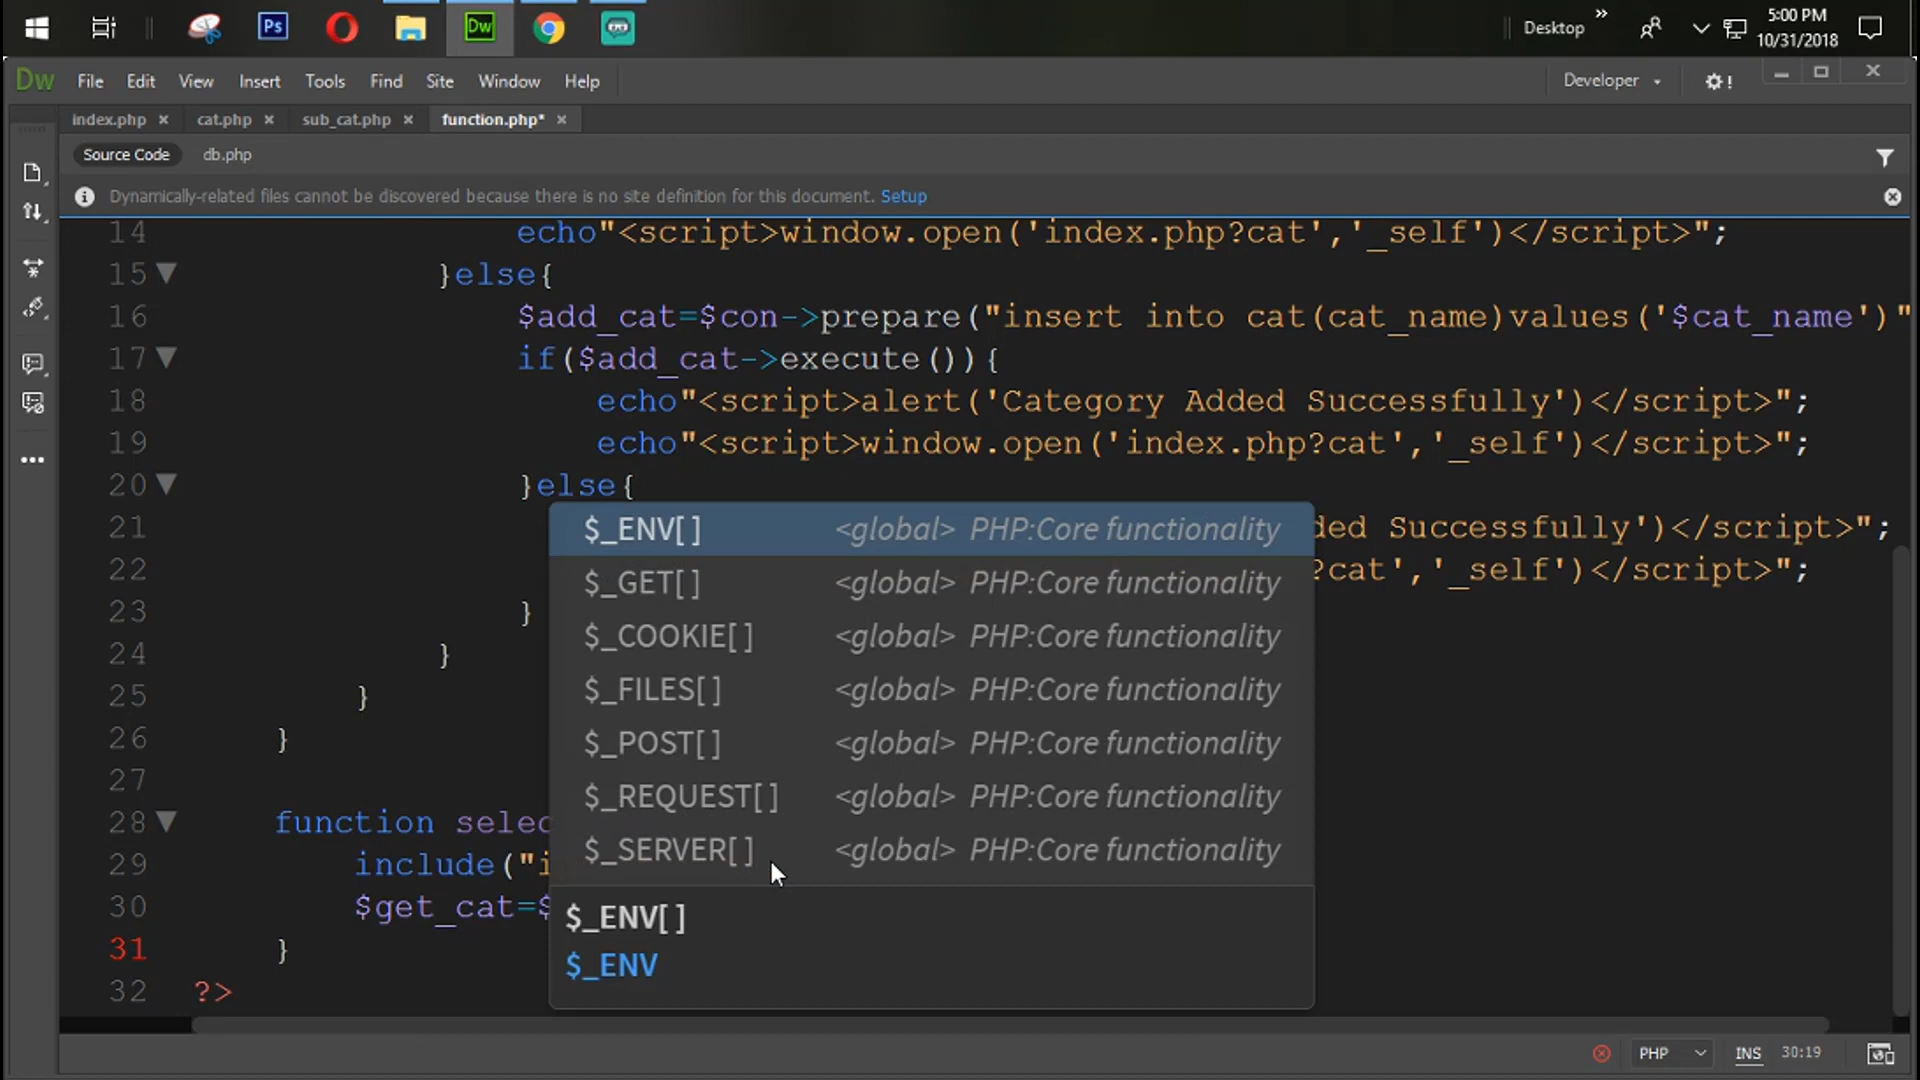 Ps
Dw
Desktop
»
5:00 PM
10/31/2018
Dw File Edit View Insert Tools Find Site Window Help
Developer
index.php × cat.php × sub_cat.php × function.php* ×
Source Code db.php
Dynamically-related files cannot be discovered because there is no site definition for this document. Setup
14 echo"<script>window.open('index.php?cat','_self')</script>";
15 }else{
16 $add_cat=$con->prepare("insert into cat(cat_name)values('$cat_name')"
17 if($add_cat->execute()){
18 echo"<script>alert('Category Added Successfully')</script>";
19 echo"<script>window.open('index.php?cat','_self')</script>";
20 }else{
21 ded Successfully')</script>";
22 ?cat','_self')</script>";
23 }
24 }
25 }
26 }
27
28 function selec
29 include("i
30 $get_cat=$
31 }
32 ?>
$_ENV[] <global> PHP:Core functionality
$_GET[] <global> PHP:Core functionality
$_COOKIE[] <global> PHP:Core functionality
$_FILES[] <global> PHP:Core functionality
$_POST[] <global> PHP:Core functionality
$_REQUEST[] <global> PHP:Core functionality
$_SERVER[] <global> PHP:Core functionality
$_ENV[]
$_ENV
PHP INS 30:19